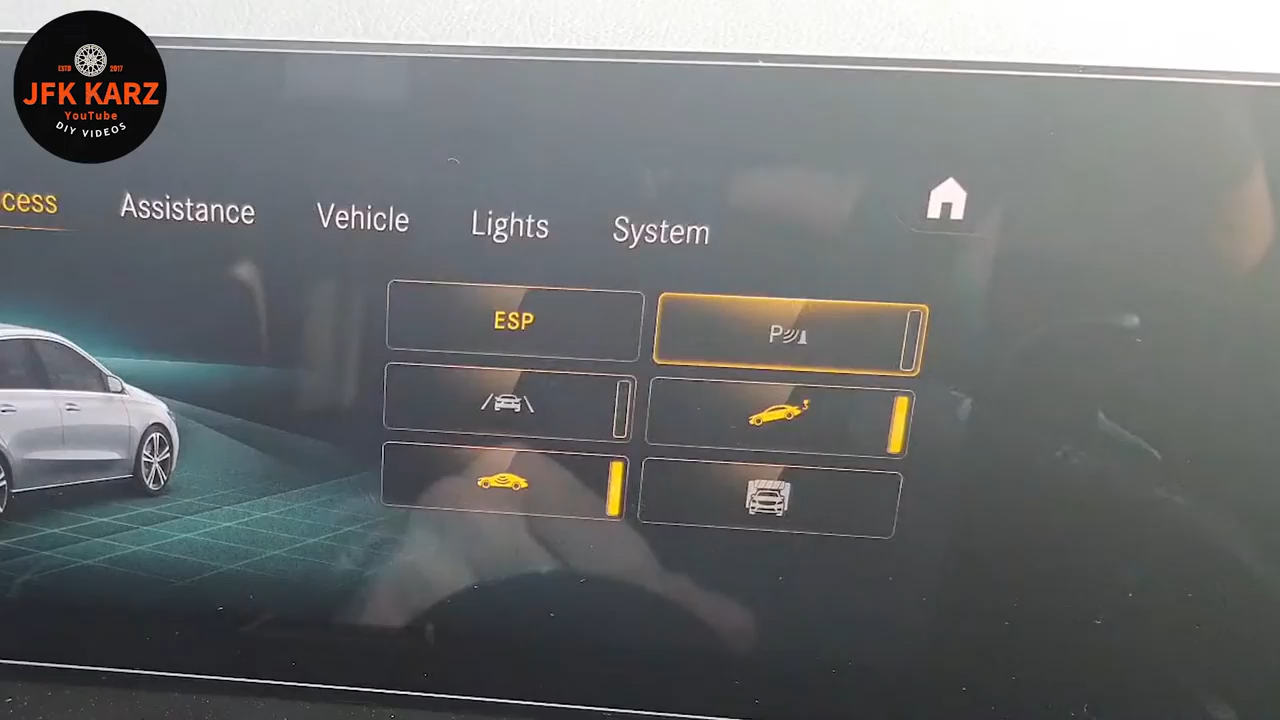 ESTD 2017
JFK KARZ
YouTube
DIY VIDEOS
cess Assistance Vehicle Lights System
ESP
P